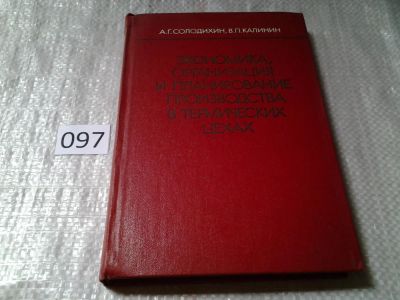 А.Г. СОЛОДИХИН, В.П. КАЛИНИН
ЭКОНОМИКА,
ОРГАНИЗАЦИЯ
И ПЛАНИРОВАНИЕ
ПРОИЗВОДСТВА
В ТЕРМИЧЕСКИХ
ЦЕХАХ
097